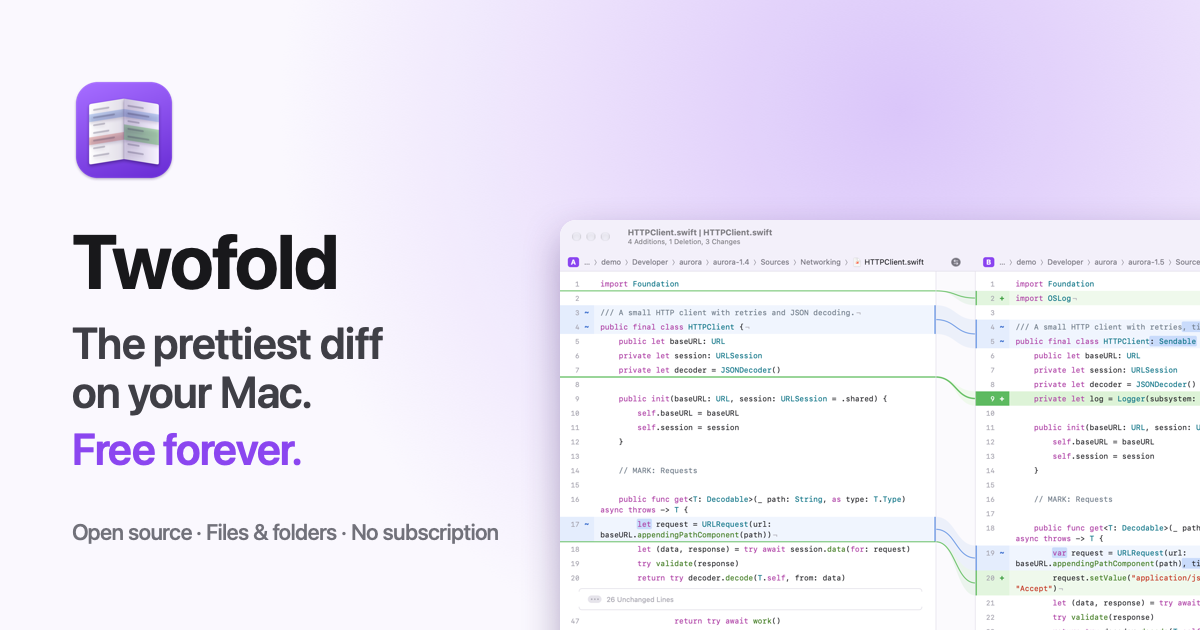 Twofold
The prettiest diff
on your Mac.
Free forever.
Open source · Files & folders · No subscription
HTTPClient.swift | HTTPClient.swift
4 Additions, 1 Deletion, 3 Changes
A ... › demo › Developer › aurora › aurora-1.4 › Sources › Networking › HTTPClient.swift
1 import Foundation
2
3 /// A small HTTP client with retries and JSON decoding.¬
4 public final class HTTPClient {¬
5 public let baseURL: URL
6 private let session: URLSession
7 private let decoder = JSONDecoder()
8
9 public init(baseURL: URL, session: URLSession = .shared) {
10 self.baseURL = baseURL
11 self.session = session
12 }
13
14 // MARK: Requests
15
16 public func get<T: Decodable>(_ path: String, as type: T.Type)
async throws -> T {
17 let request = URLRequest(url:
baseURL.appendingPathComponent(path))¬
18 let (data, response) = try await session.data(for: request)
19 try validate(response)
20 return try decoder.decode(T.self, from: data)
26 Unchanged Lines
47 return try await work()
B ... › demo › Developer › aurora › aurora-1.5 › Source
1 import Foundation
2 + import OSLog¬
3
4 /// A small HTTP client with retries, ti
5 public final class HTTPClient: Sendable
6 public let baseURL: URL
7 private let session: URLSession
8 private let decoder = JSONDecoder()
9 + private let log = Logger(subsystem:
10
11 public init(baseURL: URL, session: U
12 self.baseURL = baseURL
13 self.session = session
14 }
15
16 // MARK: Requests
17
18 public func get<T: Decodable>(_ path
async throws -> T {
19 var request = URLRequest(url:
baseURL.appendingPathComponent(path), ti
20 + request.setValue("application/js
"Accept")¬
21 let (data, response) = try await
22 try validate(response)